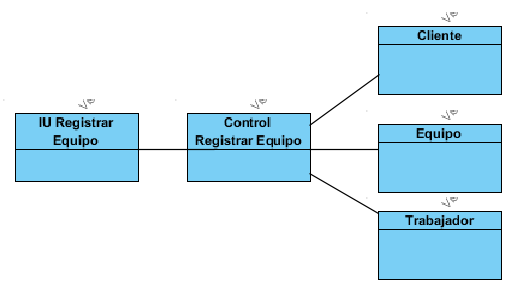 Cliente
IU Registrar
Equipo
Control
Registrar Equipo
Equipo
Trabajador